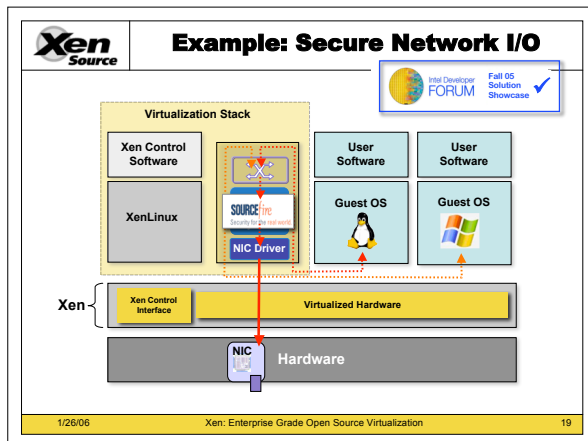 Xen
Source
Example: Secure Network I/O
Intel Developer
FORUM
Fall 05
Solution
Showcase
Virtualization Stack
Xen Control
Software
User
Software
User
Software
XenLinux
SOURCEfire
Security for the real world
NIC Driver
Guest OS
Guest OS
Xen
Xen Control
Interface
Virtualized Hardware
NIC
Hardware
1/26/06
Xen: Enterprise Grade Open Source Virtualization
19